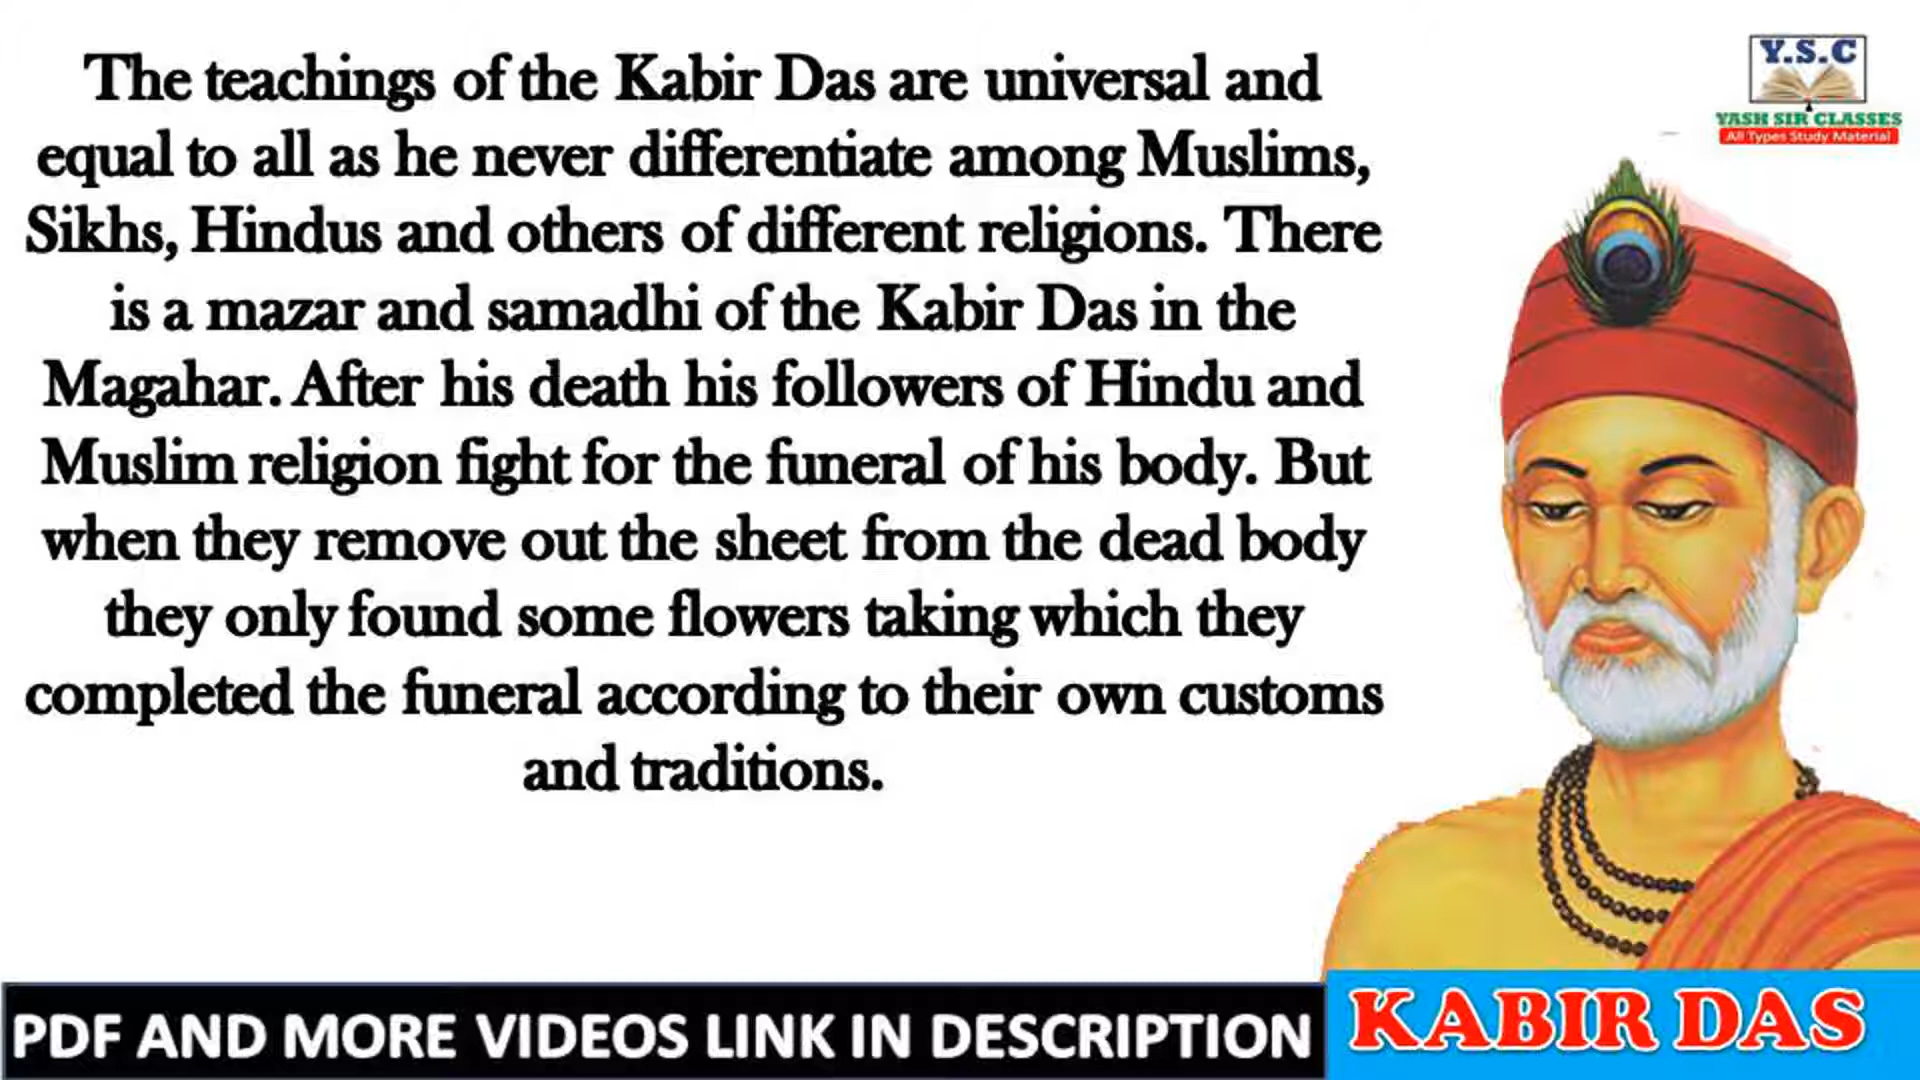 The teachings of the Kabir Das are universal and
equal to all as he never differentiate among Muslims,
Sikhs, Hindus and others of different religions. There
is a mazar and samadhi of the Kabir Das in the
Magahar. After his death his followers of Hindu and
Muslim religion fight for the funeral of his body. But
when they remove out the sheet from the dead body
they only found some flowers taking which they
completed the funeral according to their own customs
and traditions.
Y.S.C
YASH SIR CLASSES
All Types Study Material
PDF AND MORE VIDEOS LINK IN DESCRIPTION
KABIR DAS